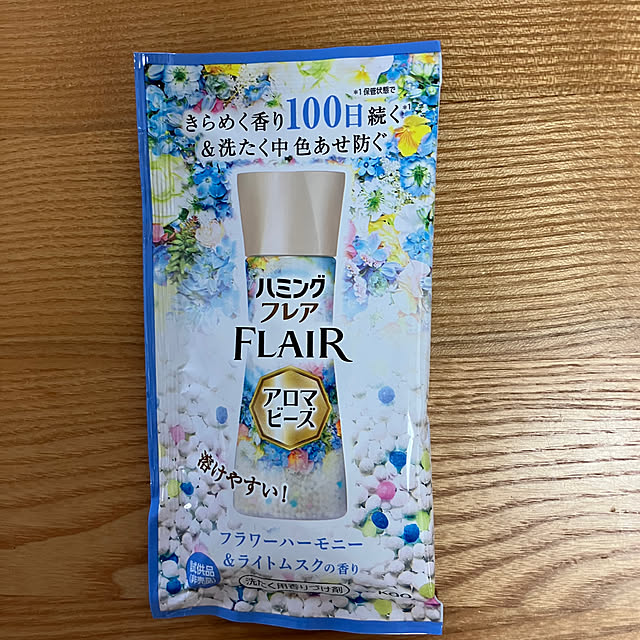 *1 保管状態で
きらめく香り100日続く*1
&洗たく中 色あせ防ぐ
ハミング
フレア
FLAIR
アロマ
ビーズ
溶けやすい!
フラワーハーモニー
&ライトムスクの香り
試供品
(非売品)
洗たく用香りづけ剤
Kao